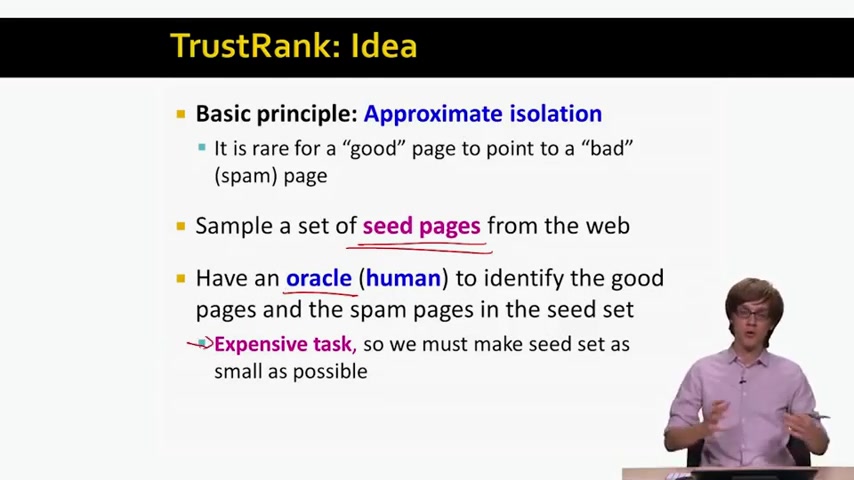 TrustRank: Idea
Basic principle: Approximate isolation
It is rare for a “good” page to point to a “bad”
(spam) page
Sample a set of seed pages from the web
Have an oracle (human) to identify the good
pages and the spam pages in the seed set
Expensive task, so we must make seed set as
small as possible